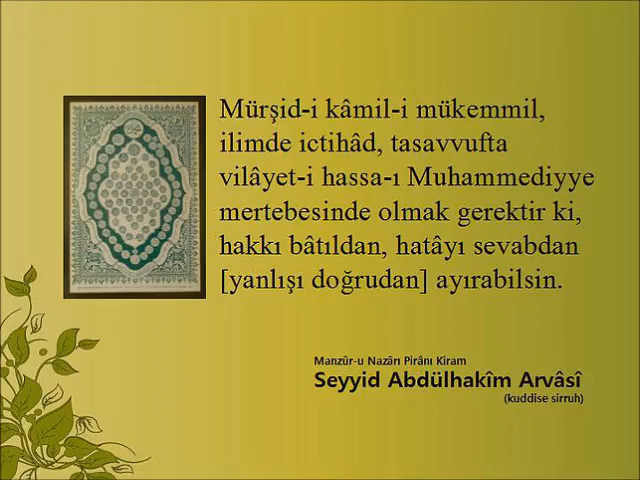 Mürşid-i kâmil-i mükemmil,
ilimde ictihâd, tasavvufta
vilâyet-i hassa-ı Muhammediyye
mertebesinde olmak gerektir ki,
hakkı bâtıldan, hatâyı sevabdan
[yanlışı doğrudan] ayırabilsin.
Manzûr-u Nazârı Pirânı Kiram
Seyyid Abdülhakîm Arvâsî
(kuddise sirruh)